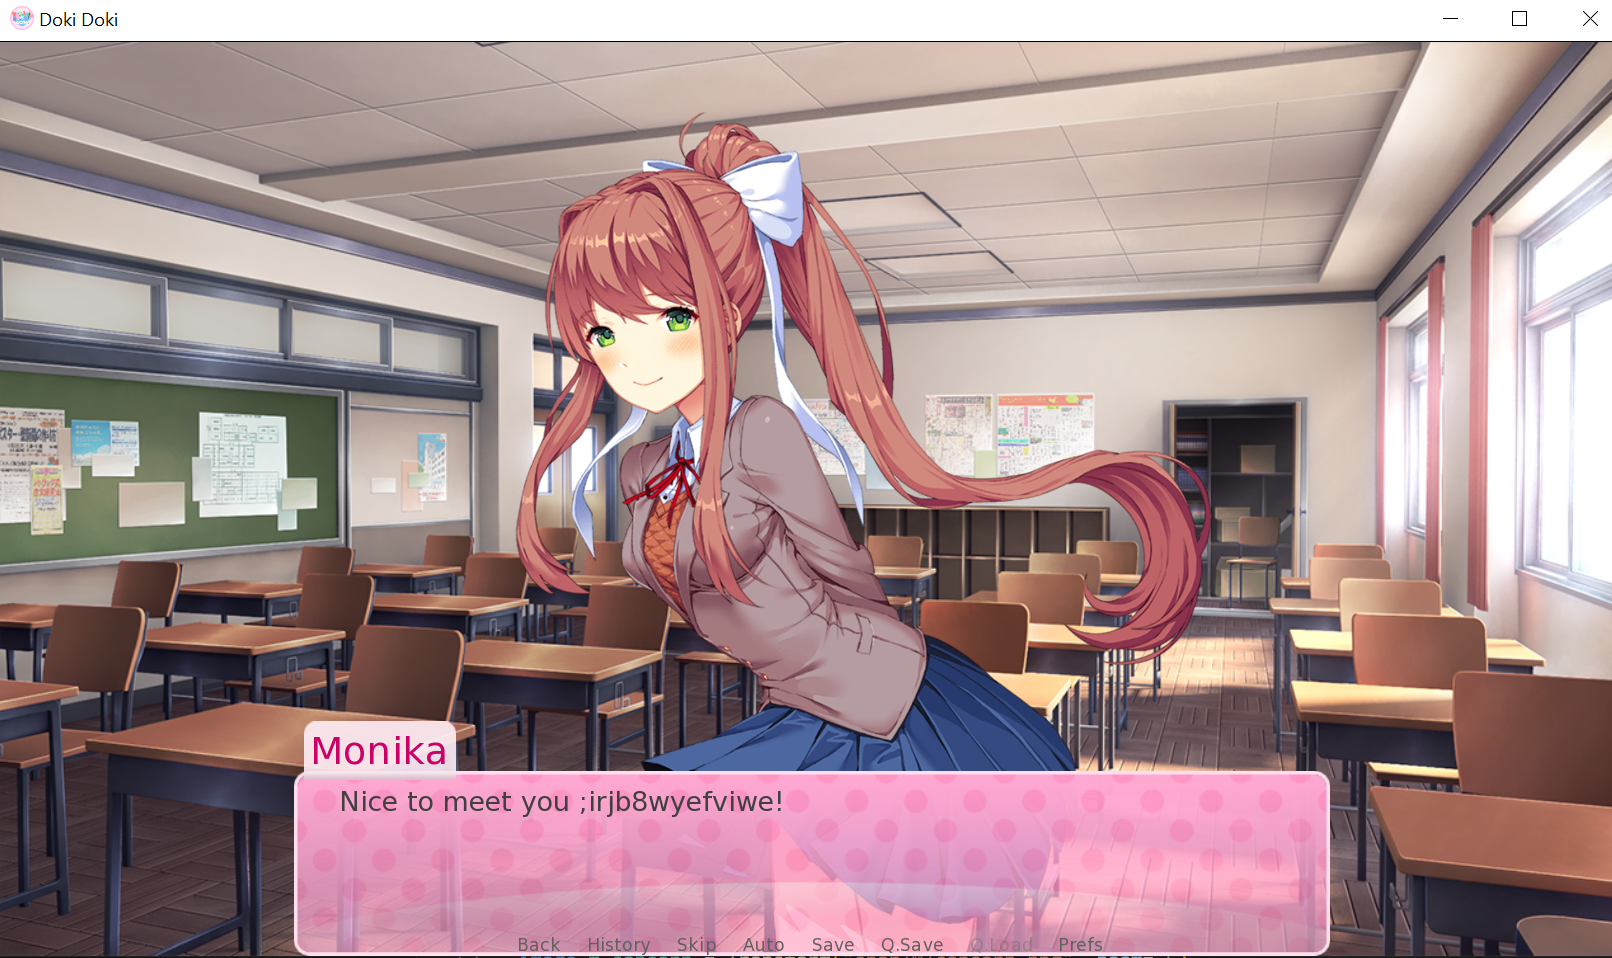 Doki Doki
Monika
Nice to meet you ;irjb8wyefviwe!
Back History Skip Auto Save Q.Save Q.Load Prefs